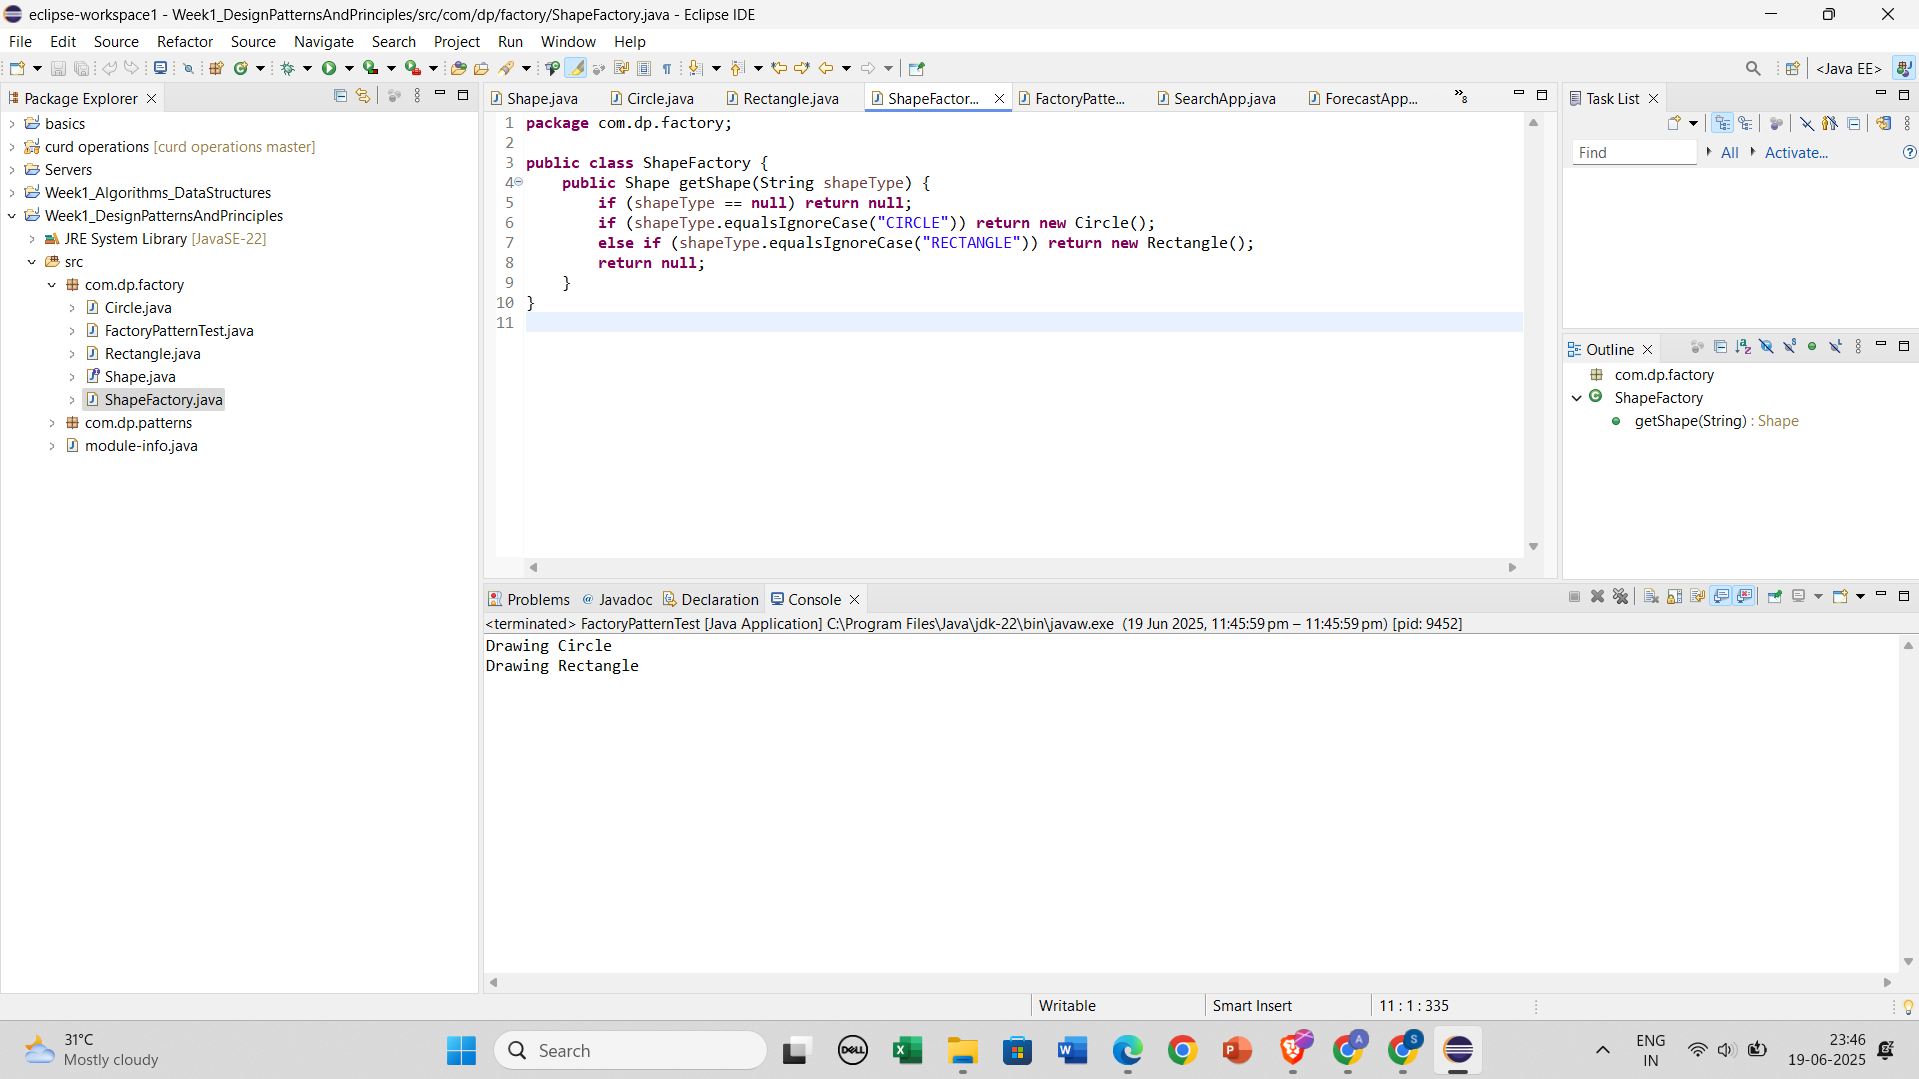 eclipse-workspace1 - Week1_DesignPatternsAndPrinciples/src/com/dp/factory/ShapeFactory.java - Eclipse IDE
File Edit Source Refactor Source Navigate Search Project Run Window Help
<Java EE>
Package Explorer
basics
curd operations [curd operations master]
Servers
Week1_Algorithms_DataStructures
Week1_DesignPatternsAndPrinciples
JRE System Library [JavaSE-22]
src
com.dp.factory
Circle.java
FactoryPatternTest.java
Rectangle.java
Shape.java
ShapeFactory.java
com.dp.patterns
module-info.java
Shape.java Circle.java Rectangle.java ShapeFactor... FactoryPatte... SearchApp.java ForecastApp... »8
1 package com.dp.factory;
2
3 public class ShapeFactory {
4 public Shape getShape(String shapeType) {
5 if (shapeType == null) return null;
6 if (shapeType.equalsIgnoreCase("CIRCLE")) return new Circle();
7 else if (shapeType.equalsIgnoreCase("RECTANGLE")) return new Rectangle();
8 return null;
9 }
10 }
11
Task List
Find All Activate...
Outline
com.dp.factory
ShapeFactory
getShape(String) : Shape
Problems Javadoc Declaration Console
<terminated> FactoryPatternTest [Java Application] C:\Program Files\Java\jdk-22\bin\javaw.exe (19 Jun 2025, 11:45:59 pm – 11:45:59 pm) [pid: 9452]
Drawing Circle
Drawing Rectangle
Writable Smart Insert 11 : 1 : 335
31°C
Mostly cloudy
Search
DELL
A
S
ENG
IN
23:46
19-06-2025